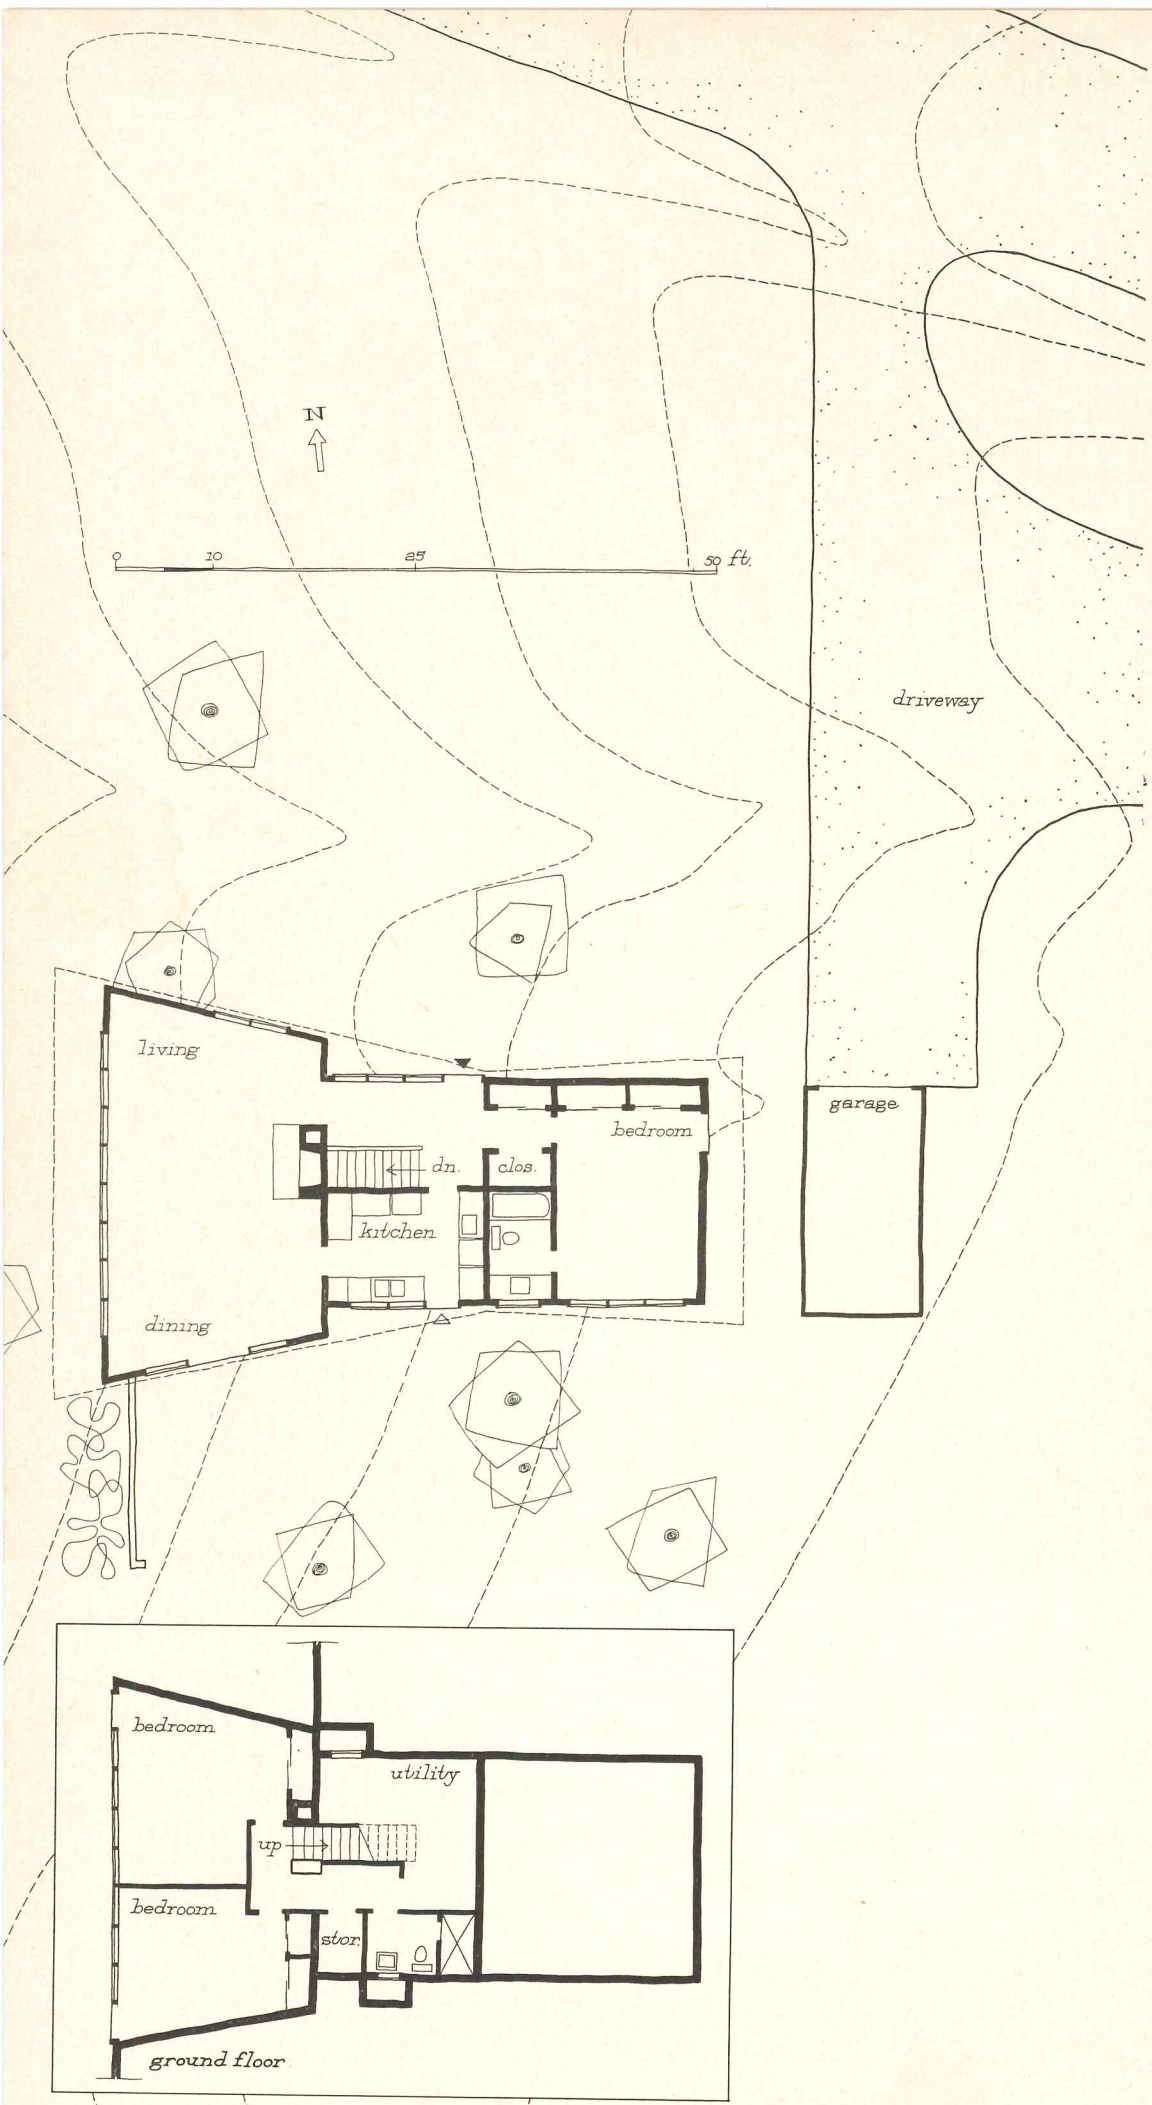 N
0 10 25 50 ft.
driveway
living
garage
bedroom
dn. clos.
kitchen
dining
bedroom
utility
up
bedroom
stor.
ground floor